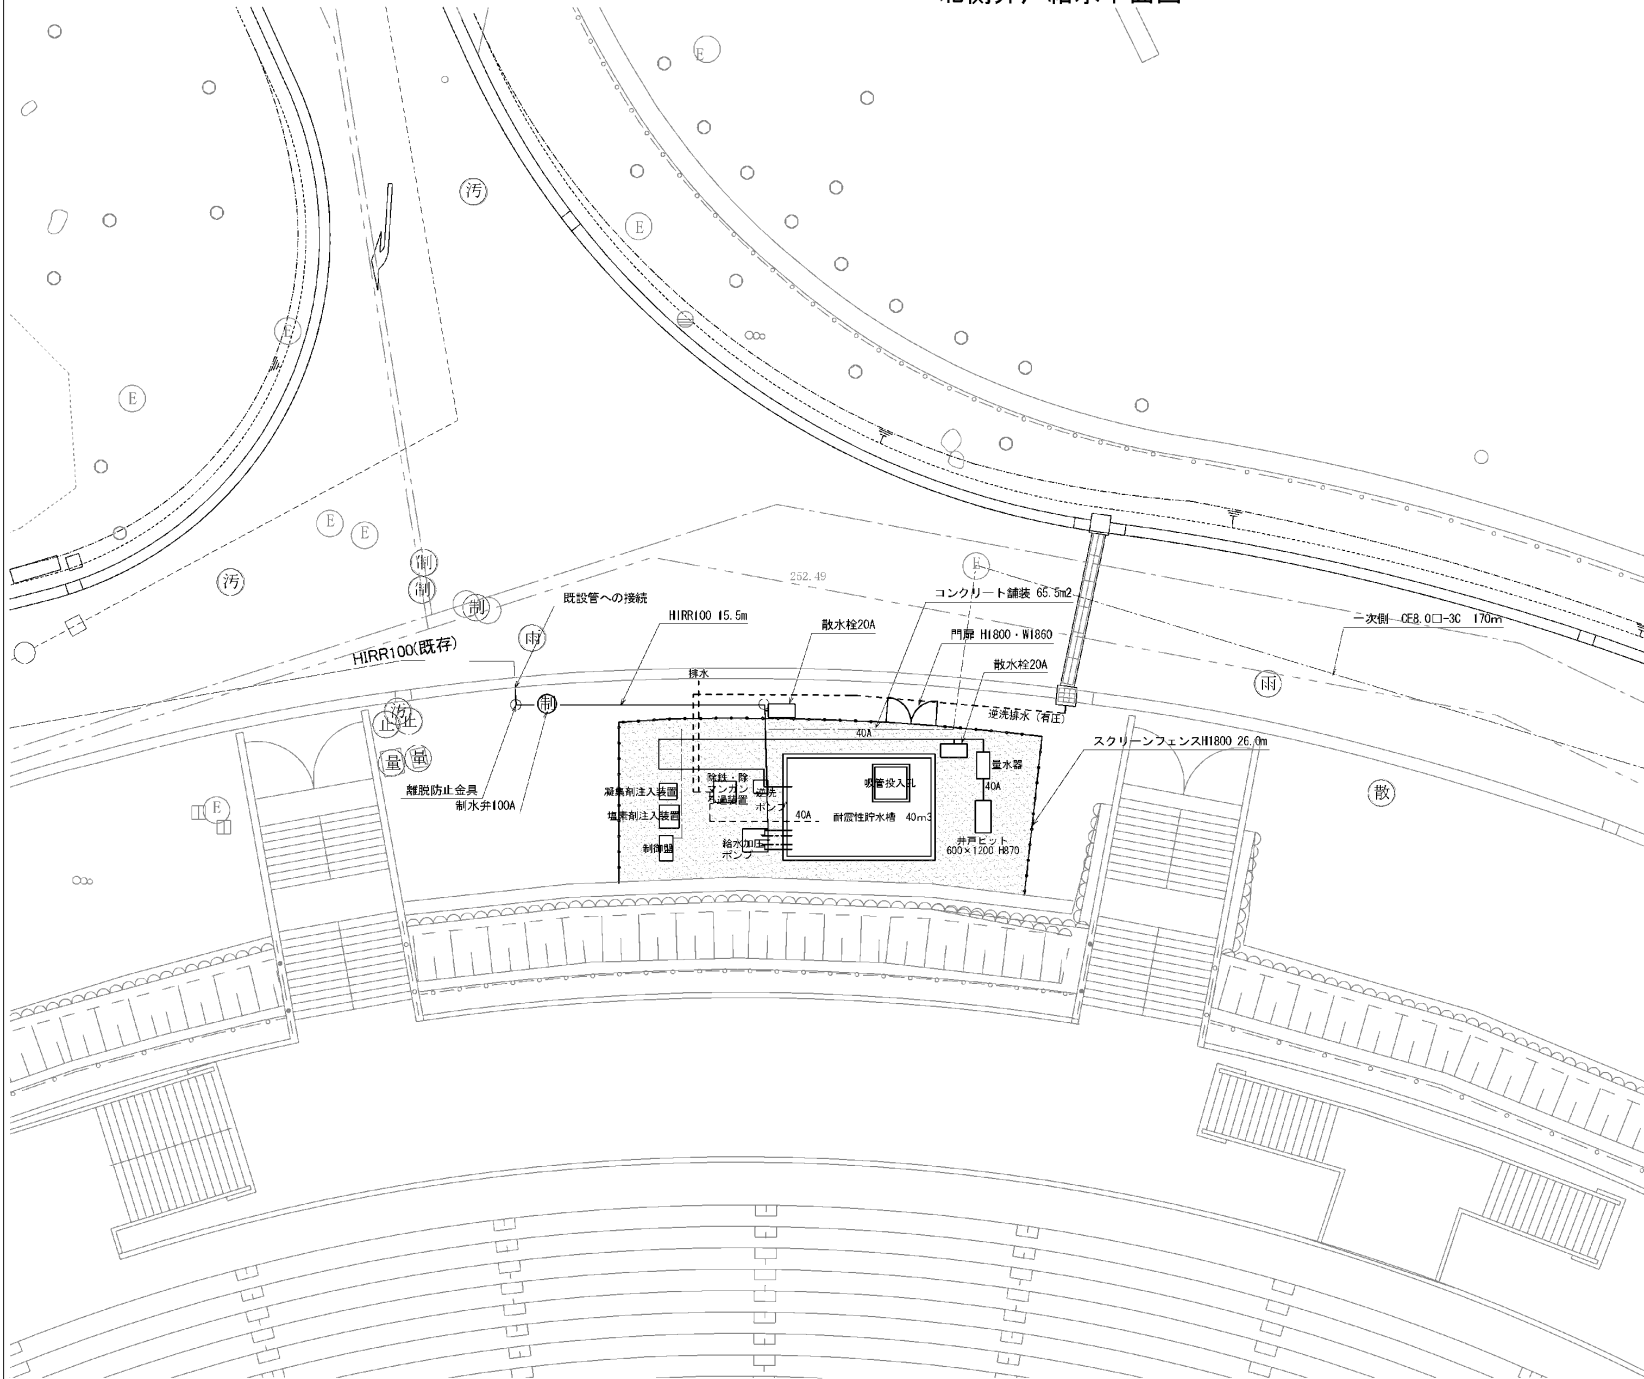 E
汚
E
E
E
E
E
制
制
制
汚
252.49
E
コンクリート舗装 65.5m2
既設管への接続
HIRR100 15.5m
散水栓20A
一次側 CE8.0□-3C 170m
雨
門扉 H1800・W1860
HIRR100(既存)
散水栓20A
排水
雨
制
汚
止
止
逆洗排水（有圧）
40A
スクリーンフェンスH1800 26.0m
量
量
量水器
除鉄・除
マンガン
ろ過装置
吸管投入孔
離脱防止金具
凝集剤注入装置
逆洗
ポンプ
40A
散
制水弁100A
E
塩素剤注入装置
40A
耐震性貯水槽 40m3
制御盤
給水加圧
ポンプ
井戸ピット
600×1200 H870